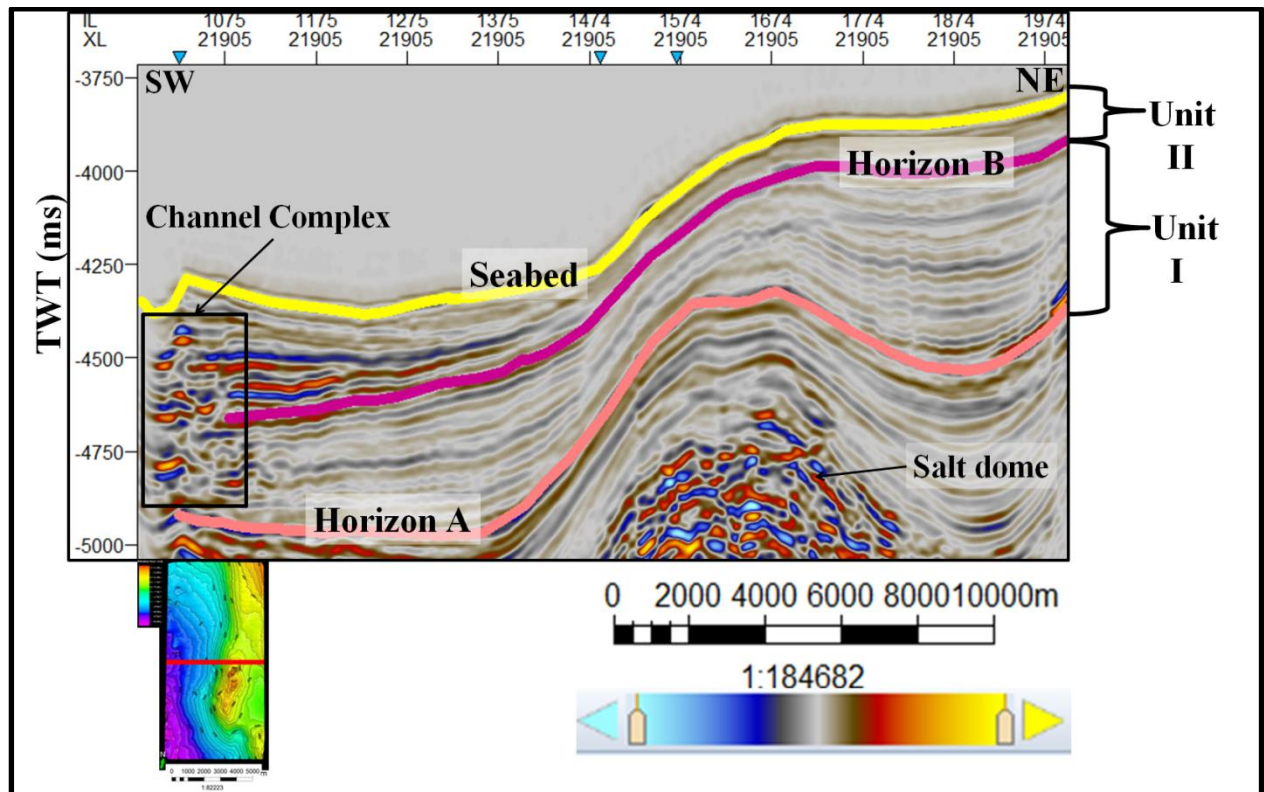 IL 1075 1175 1275 1375 1474 1574 1674 1774 1874 1974
XL 21905 21905 21905 21905 21905 21905 21905 21905 21905 21905
SW NE
-3750
-4000
-4250
-4500
-4750
-5000
TWT (ms)
Channel Complex
Seabed
Horizon B
Horizon A
Salt dome
Unit
II
Unit
I
0 2000 4000 6000 8000 10000m
1:184682
N
0 1000 2000 3000 4000 5000 m
1:82223